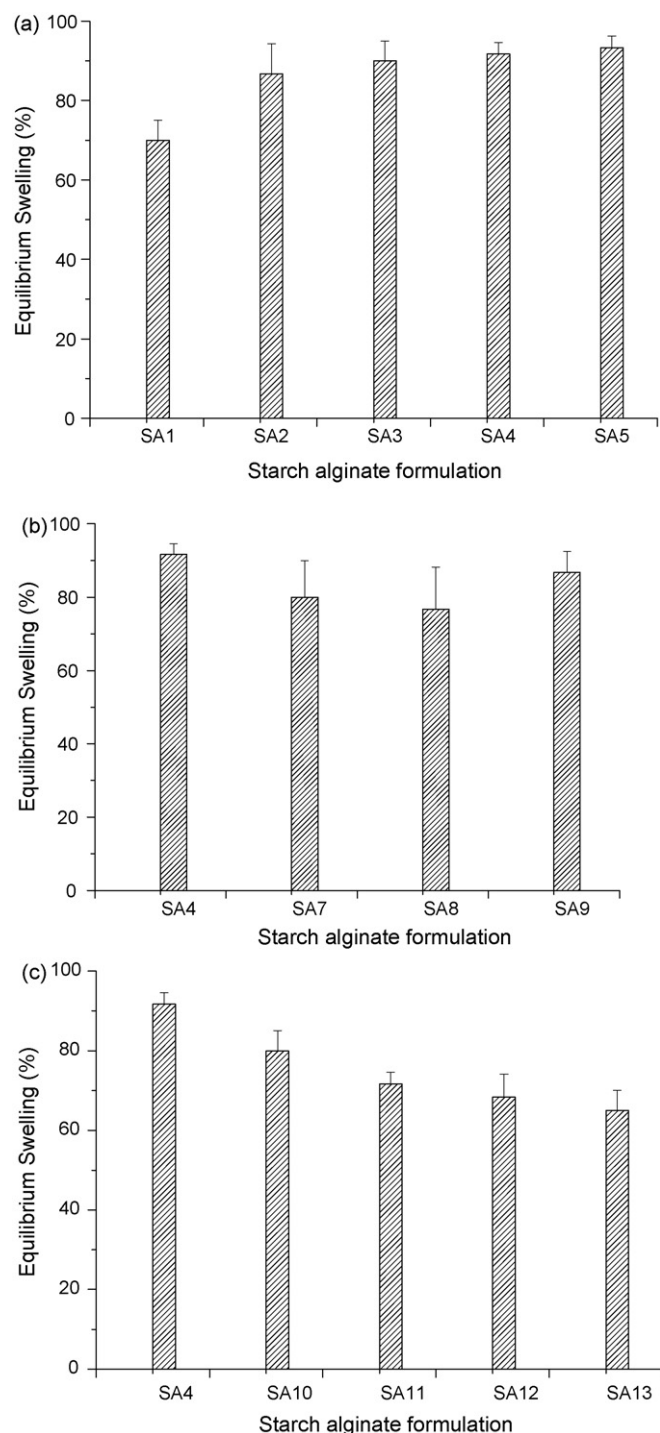 (a)
100
80
60
40
20
0
Equilibrium Swelling (%)
SA1 SA2 SA3 SA4 SA5
Starch alginate formulation
(b)
100
80
60
40
20
0
Equilibrium Swelling (%)
SA4 SA7 SA8 SA9
Starch alginate formulation
(c)
100
80
60
40
20
0
Equilibrium Swelling (%)
SA4 SA10 SA11 SA12 SA13
Starch alginate formulation